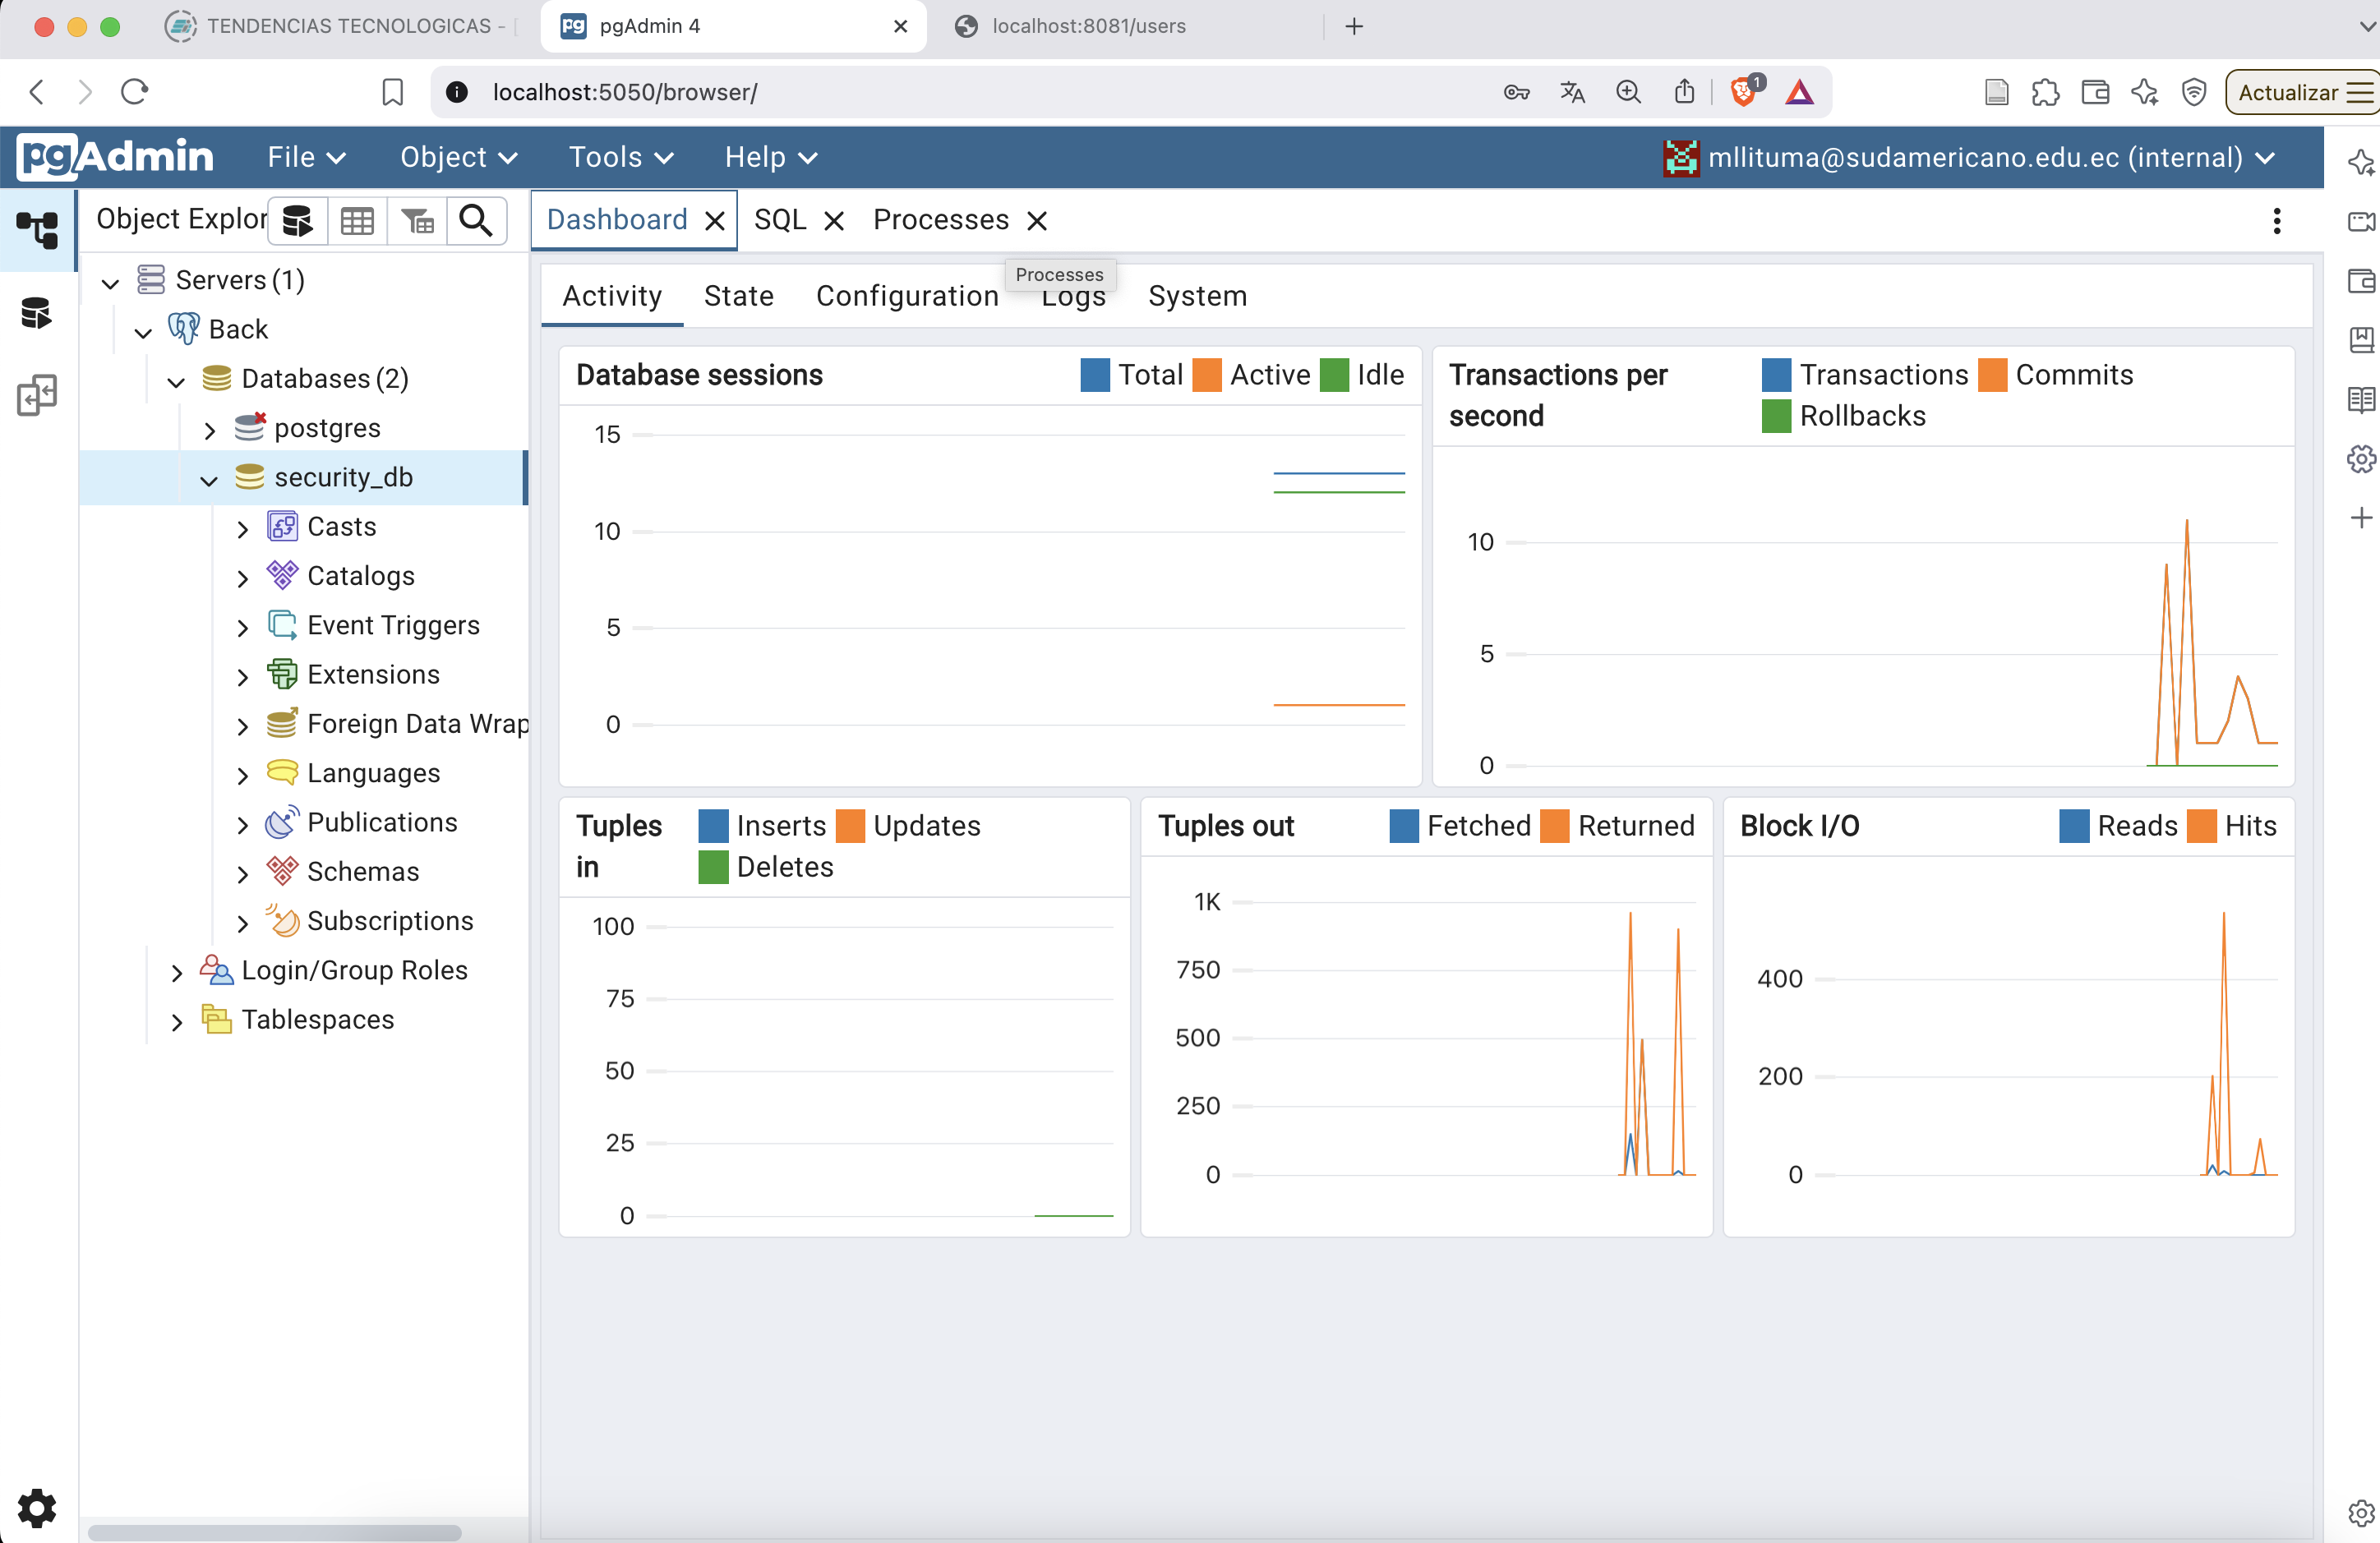 TENDENCIAS TECNOLOGICAS -
pgAdmin 4
localhost:8081/users
localhost:5050/browser/
1
Actualizar
pgAdmin
File
Object
Tools
Help
mllituma@sudamericano.edu.ec (internal)
Object Explor
Dashboard
SQL
Processes
Processes
Activity
State
Configuration
Logs
System
Servers (1)
Back
Databases (2)
postgres
security_db
Casts
Catalogs
Event Triggers
Extensions
Foreign Data Wrap
Languages
Publications
Schemas
Subscriptions
Login/Group Roles
Tablespaces
Database sessions
Total
Active
Idle
15
10
5
0
Transactions per
second
Transactions
Commits
Rollbacks
10
5
0
Tuples
in
Inserts
Updates
Deletes
100
75
50
25
0
Tuples out
Fetched
Returned
1K
750
500
250
0
Block I/O
Reads
Hits
400
200
0